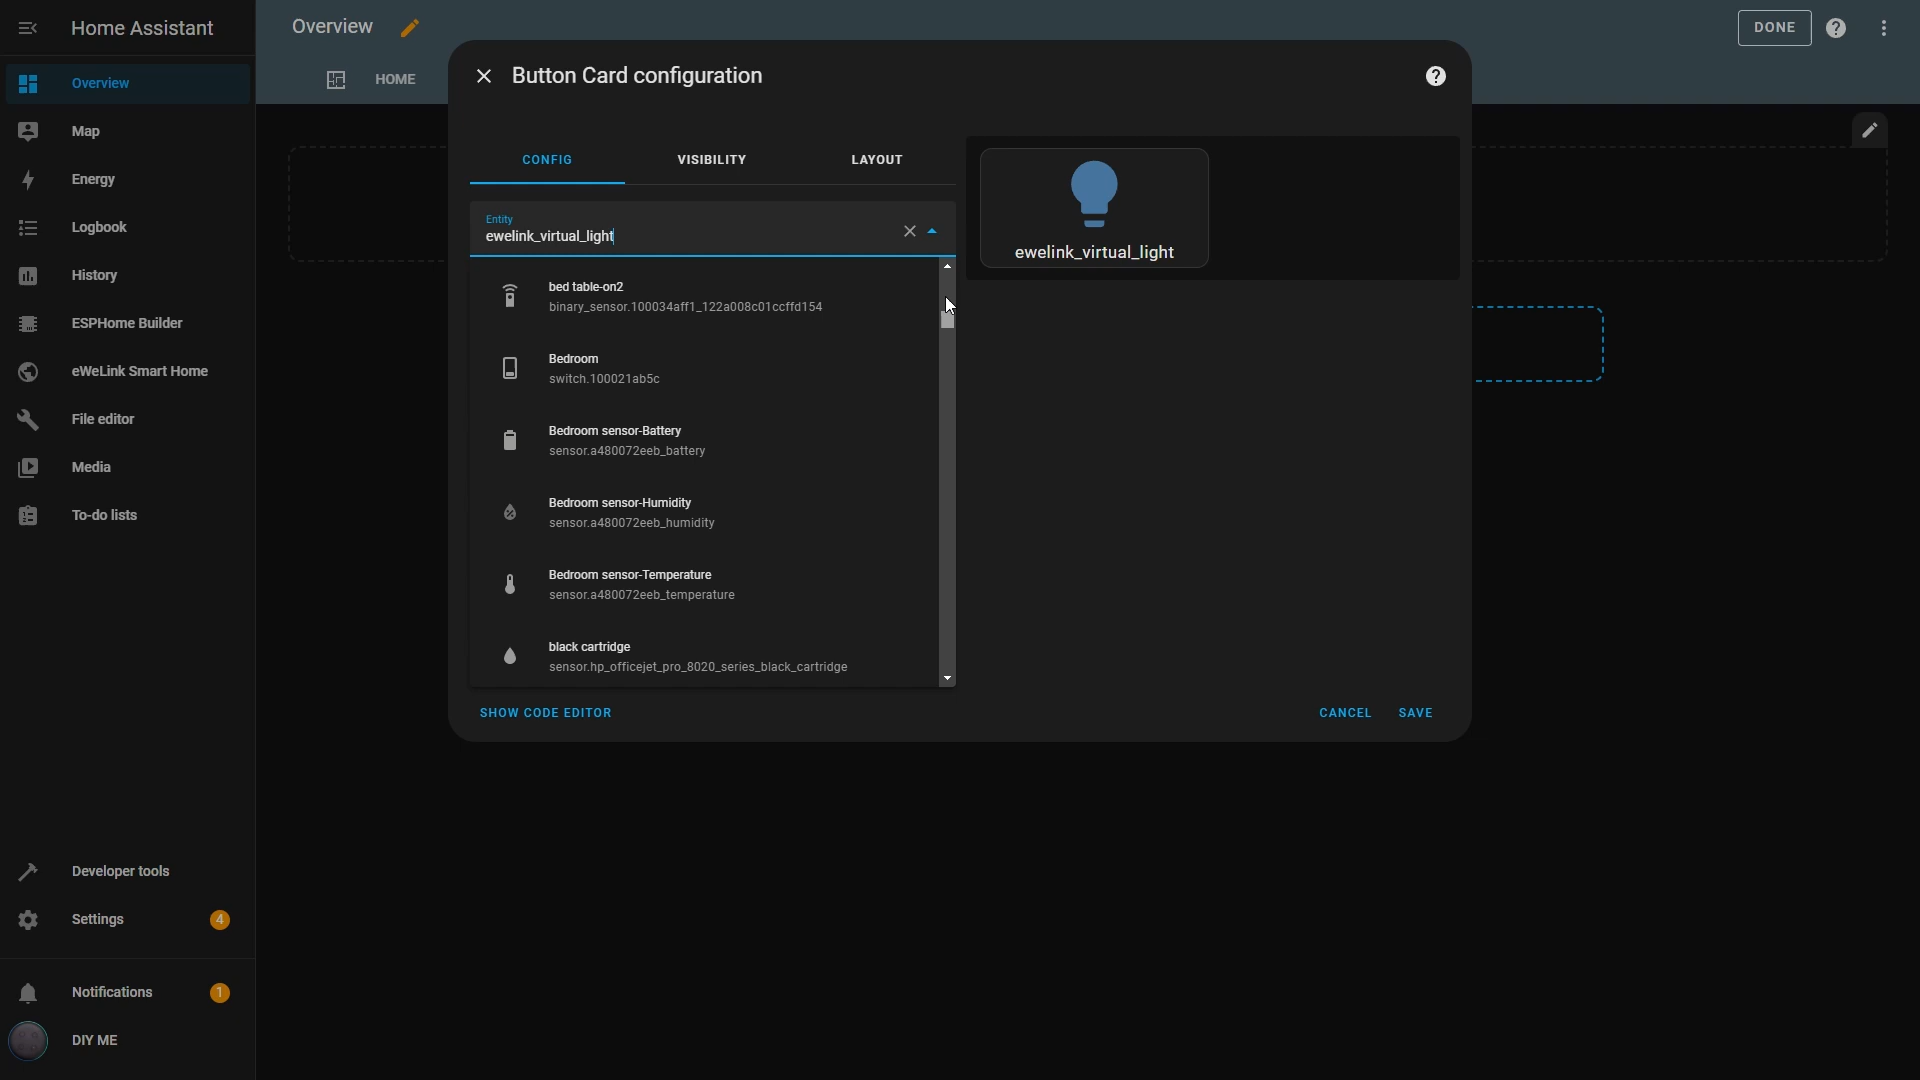 Home Assistant
Overview
Map
Energy
Logbook
History
ESPHome Builder
eWeLink Smart Home
File editor
Media
To-do lists
Developer tools
Settings 4
Notifications 1
DIY ME
Overview
DONE
HOME
Button Card configuration
CONFIG VISIBILITY LAYOUT
Entity
ewelink_virtual_light
bed table-on2
binary_sensor.100034aff1_122a008c01ccffd154
Bedroom
switch.100021ab5c
Bedroom sensor-Battery
sensor.a480072eeb_battery
Bedroom sensor-Humidity
sensor.a480072eeb_humidity
Bedroom sensor-Temperature
sensor.a480072eeb_temperature
black cartridge
sensor.hp_officejet_pro_8020_series_black_cartridge
ewelink_virtual_light
SHOW CODE EDITOR
CANCEL SAVE